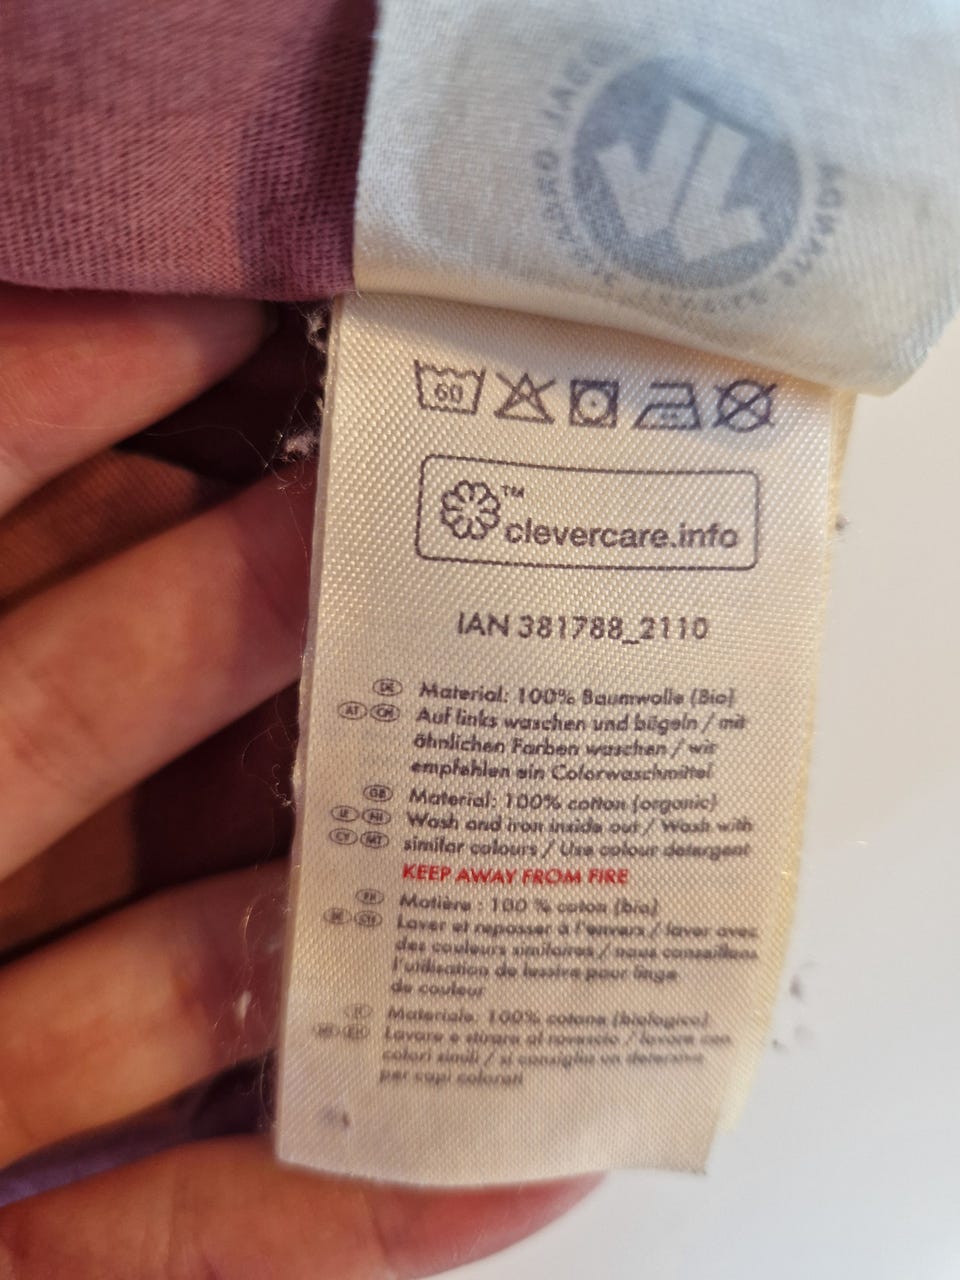 60
™
clevercare.info
IAN 381788_2110
DE Material: 100% Baumwolle (Bio)
AT CH Auf links waschen und bügeln / mit
ähnlichen Farben waschen / wir
empfehlen ein Colorwaschmittel
GB Material: 100% cotton (organic)
IE NI Wash and iron inside out / Wash with
CY MT similar colours / Use colour detergent
KEEP AWAY FROM FIRE
FR Matière : 100 % coton (bio)
BE CH Laver et repasser à l'envers / laver avec
des couleurs similaires / nous conseillons
l'utilisation de lessive pour linge
de couleur
IT Materiale: 100% cotone (biologico)
Lavare e stirare al rovescio / lavare con
colori simili / si consiglia un detersivo
per capi colorati